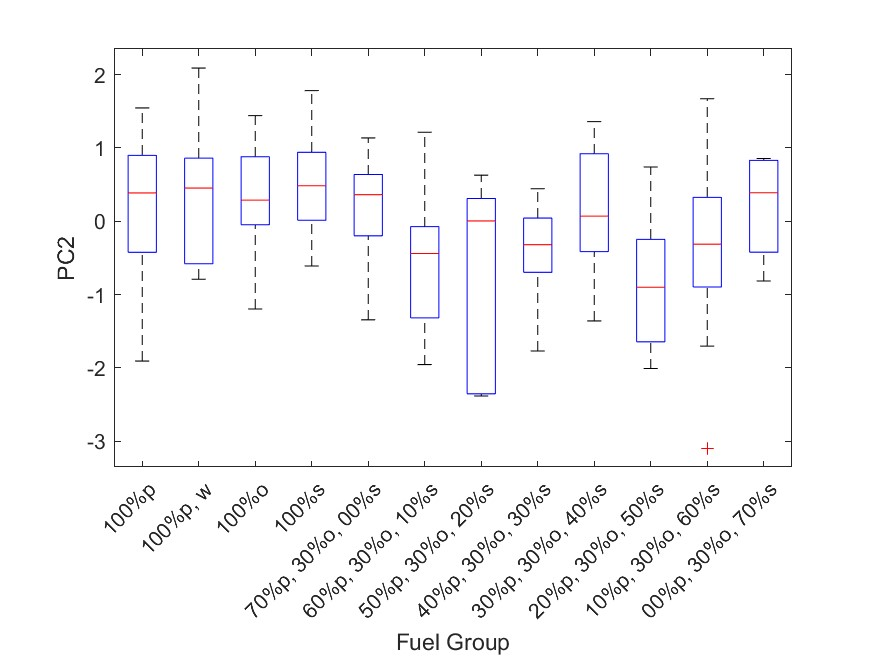 2
1
0
-1
-2
-3
PC2
100%p
100%p, w
100%o
100%s
70%p, 30%o, 00%s
60%p, 30%o, 10%s
50%p, 30%o, 20%s
40%p, 30%o, 30%s
30%p, 30%o, 40%s
20%p, 30%o, 50%s
10%p, 30%o, 60%s
00%p, 30%o, 70%s
Fuel Group